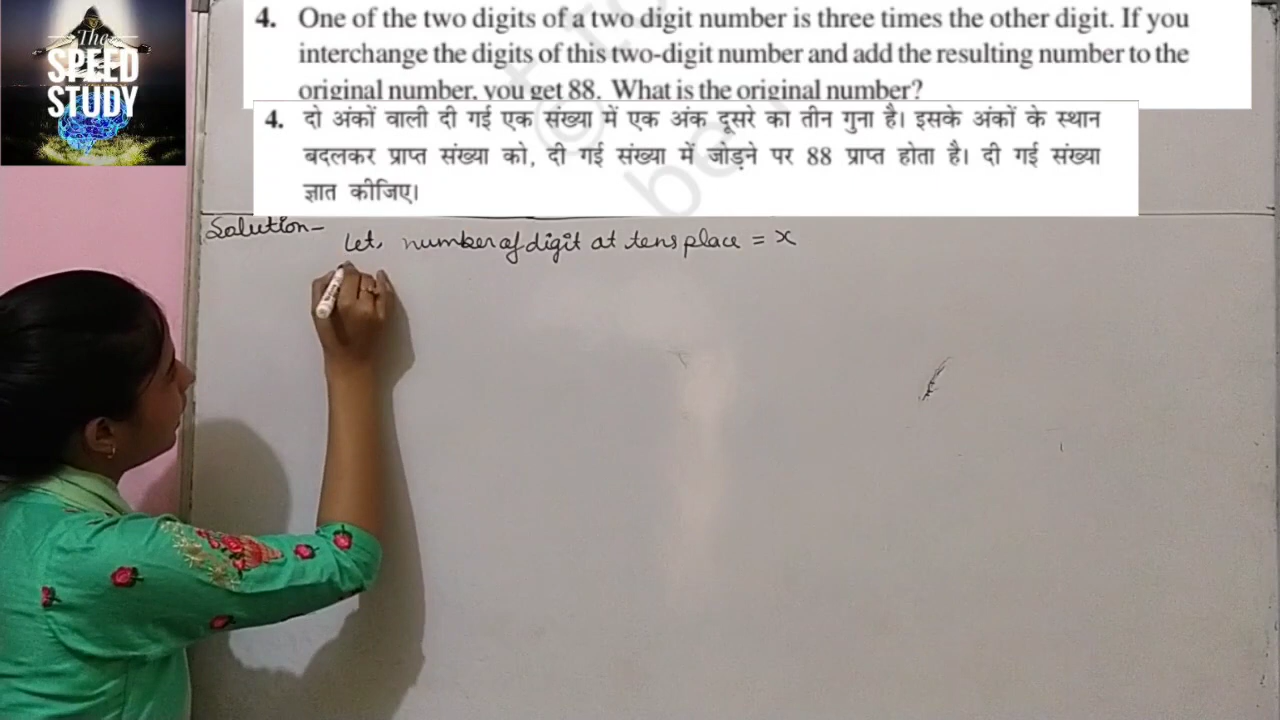 The
SPEED
STUDY
4. One of the two digits of a two digit number is three times the other digit. If you
interchange the digits of this two-digit number and add the resulting number to the
original number, you get 88. What is the original number?
4. दो अंकों वाली दी गई एक संख्या में एक अंक दूसरे का तीन गुना है। इसके अंकों के स्थान
बदलकर प्राप्त संख्या को, दी गई संख्या में जोड़ने पर 88 प्राप्त होता है। दी गई संख्या
ज्ञात कीजिए।
Solution-
Let, number of digit at tens place = x